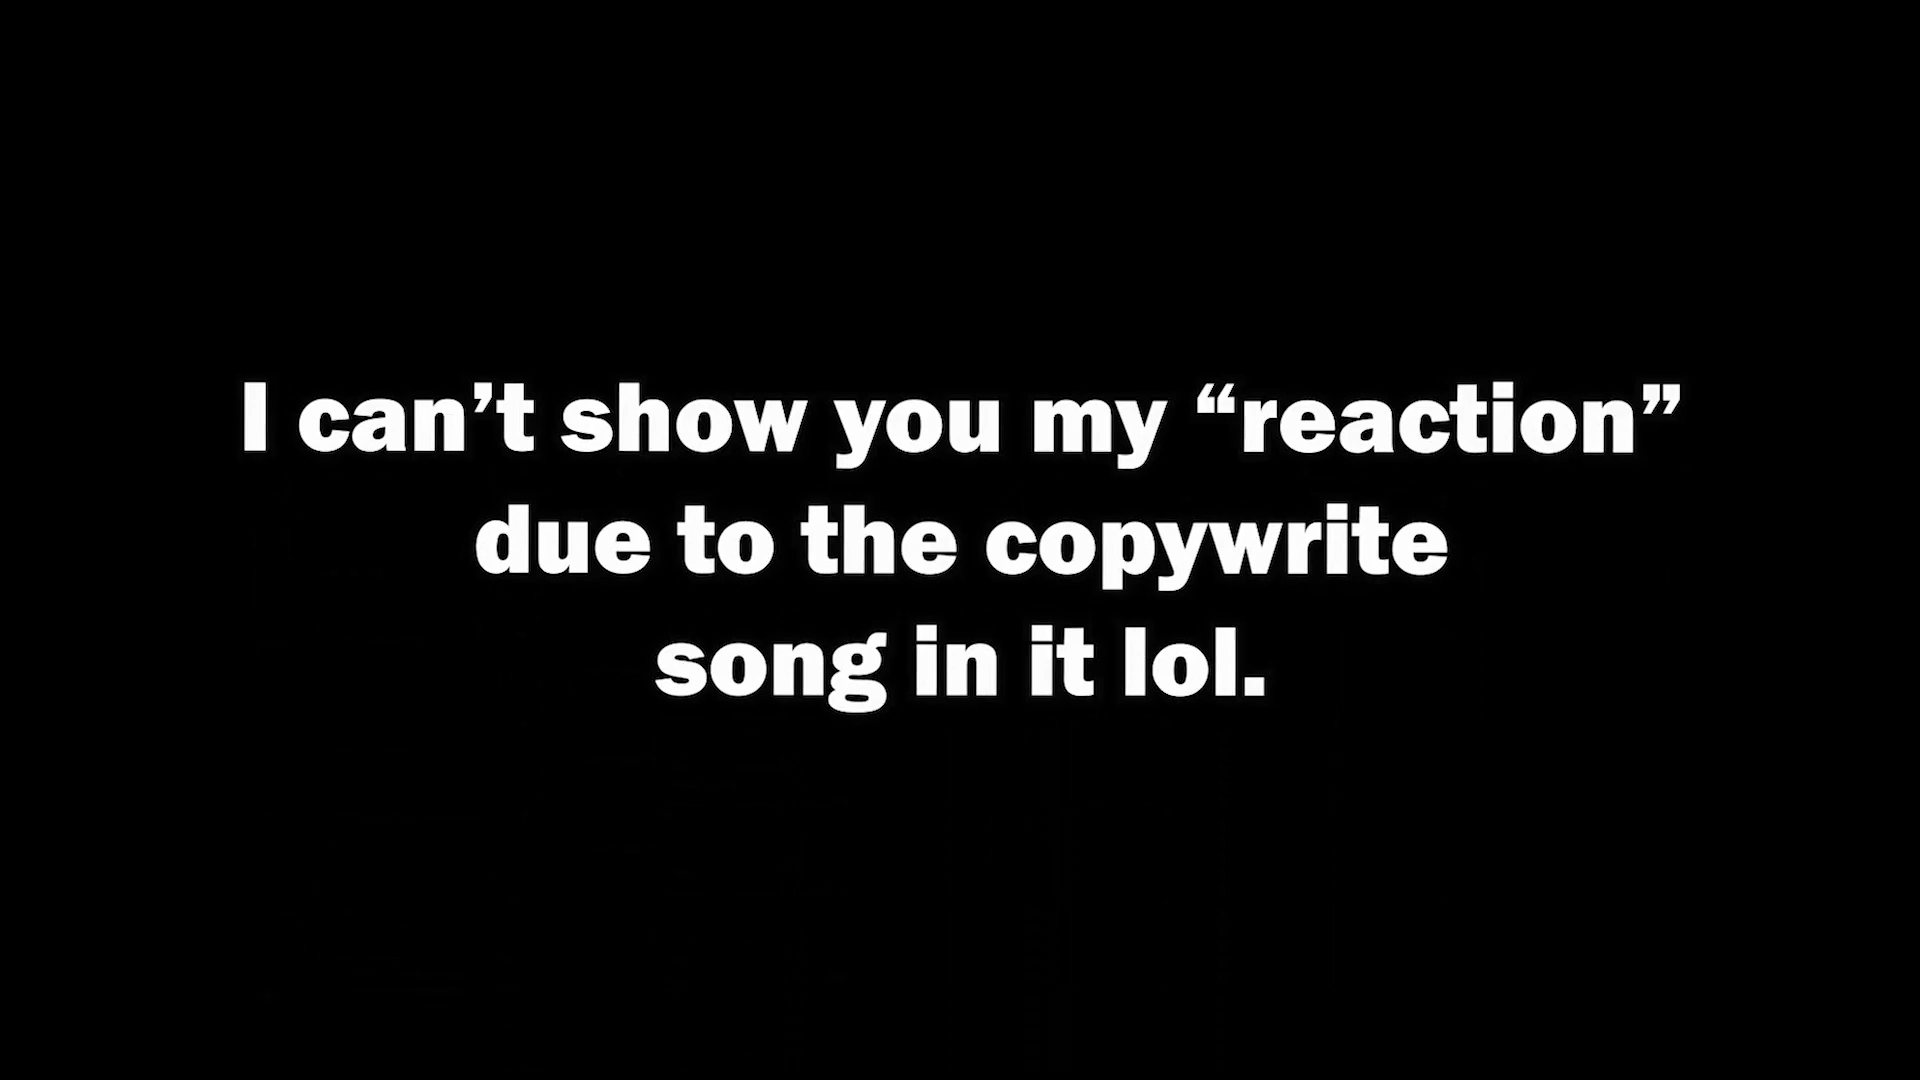 I can’t show you my “reaction”
due to the copywrite
song in it lol.